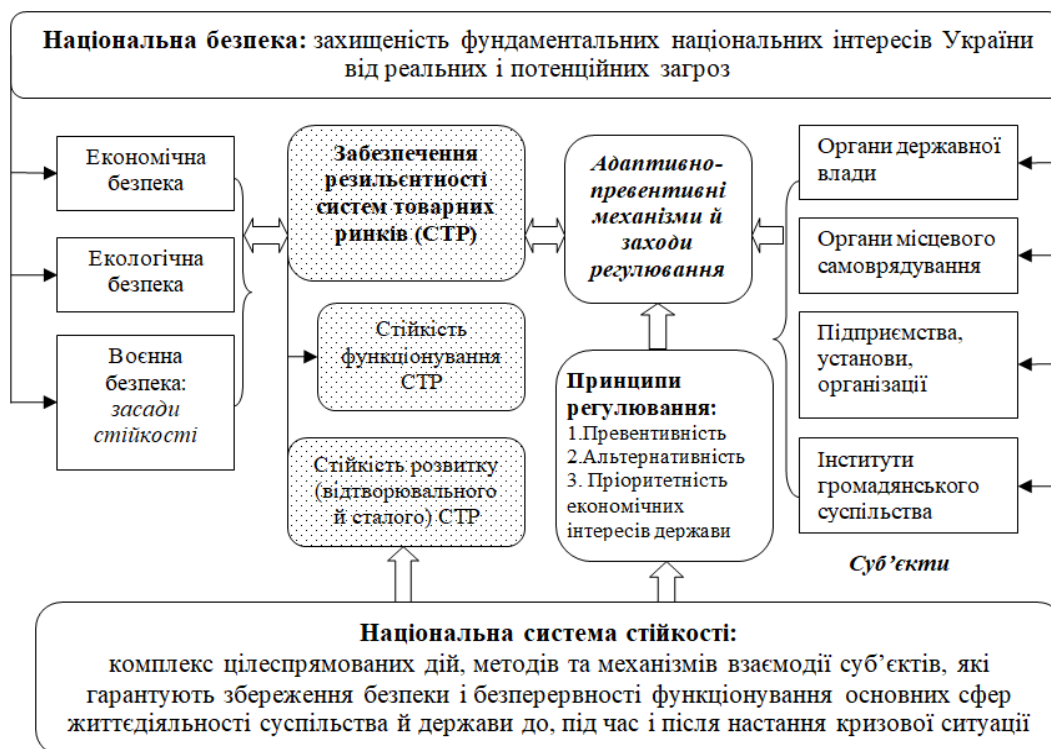 Національна безпека: захищеність фундаментальних національних інтересів України
від реальних і потенційних загроз
Економічна
безпека
Екологічна
безпека
Воєнна
безпека:
засади
стійкості
Забезпечення
резильєнтності
систем товарних
ринків (СТР)
Стійкість
функціонування
СТР
Стійкість розвитку
(відтворювального
й сталого) СТР
Адаптивно-
превентивні
механізми й
заходи
регулювання
Принципи
регулювання:
1.Превентивність
2.Альтернативність
3. Пріоритетність
економічних
інтересів держави
Органи державної
влади
Органи місцевого
самоврядування
Підприємства,
установи,
організації
Інститути
громадянського
суспільства
Суб’єкти
Національна система стійкості:
комплекс цілеспрямованих дій, методів та механізмів взаємодії суб’єктів, які
гарантують збереження безпеки і безперервності функціонування основних сфер
життєдіяльності суспільства й держави до, під час і після настання кризової ситуації